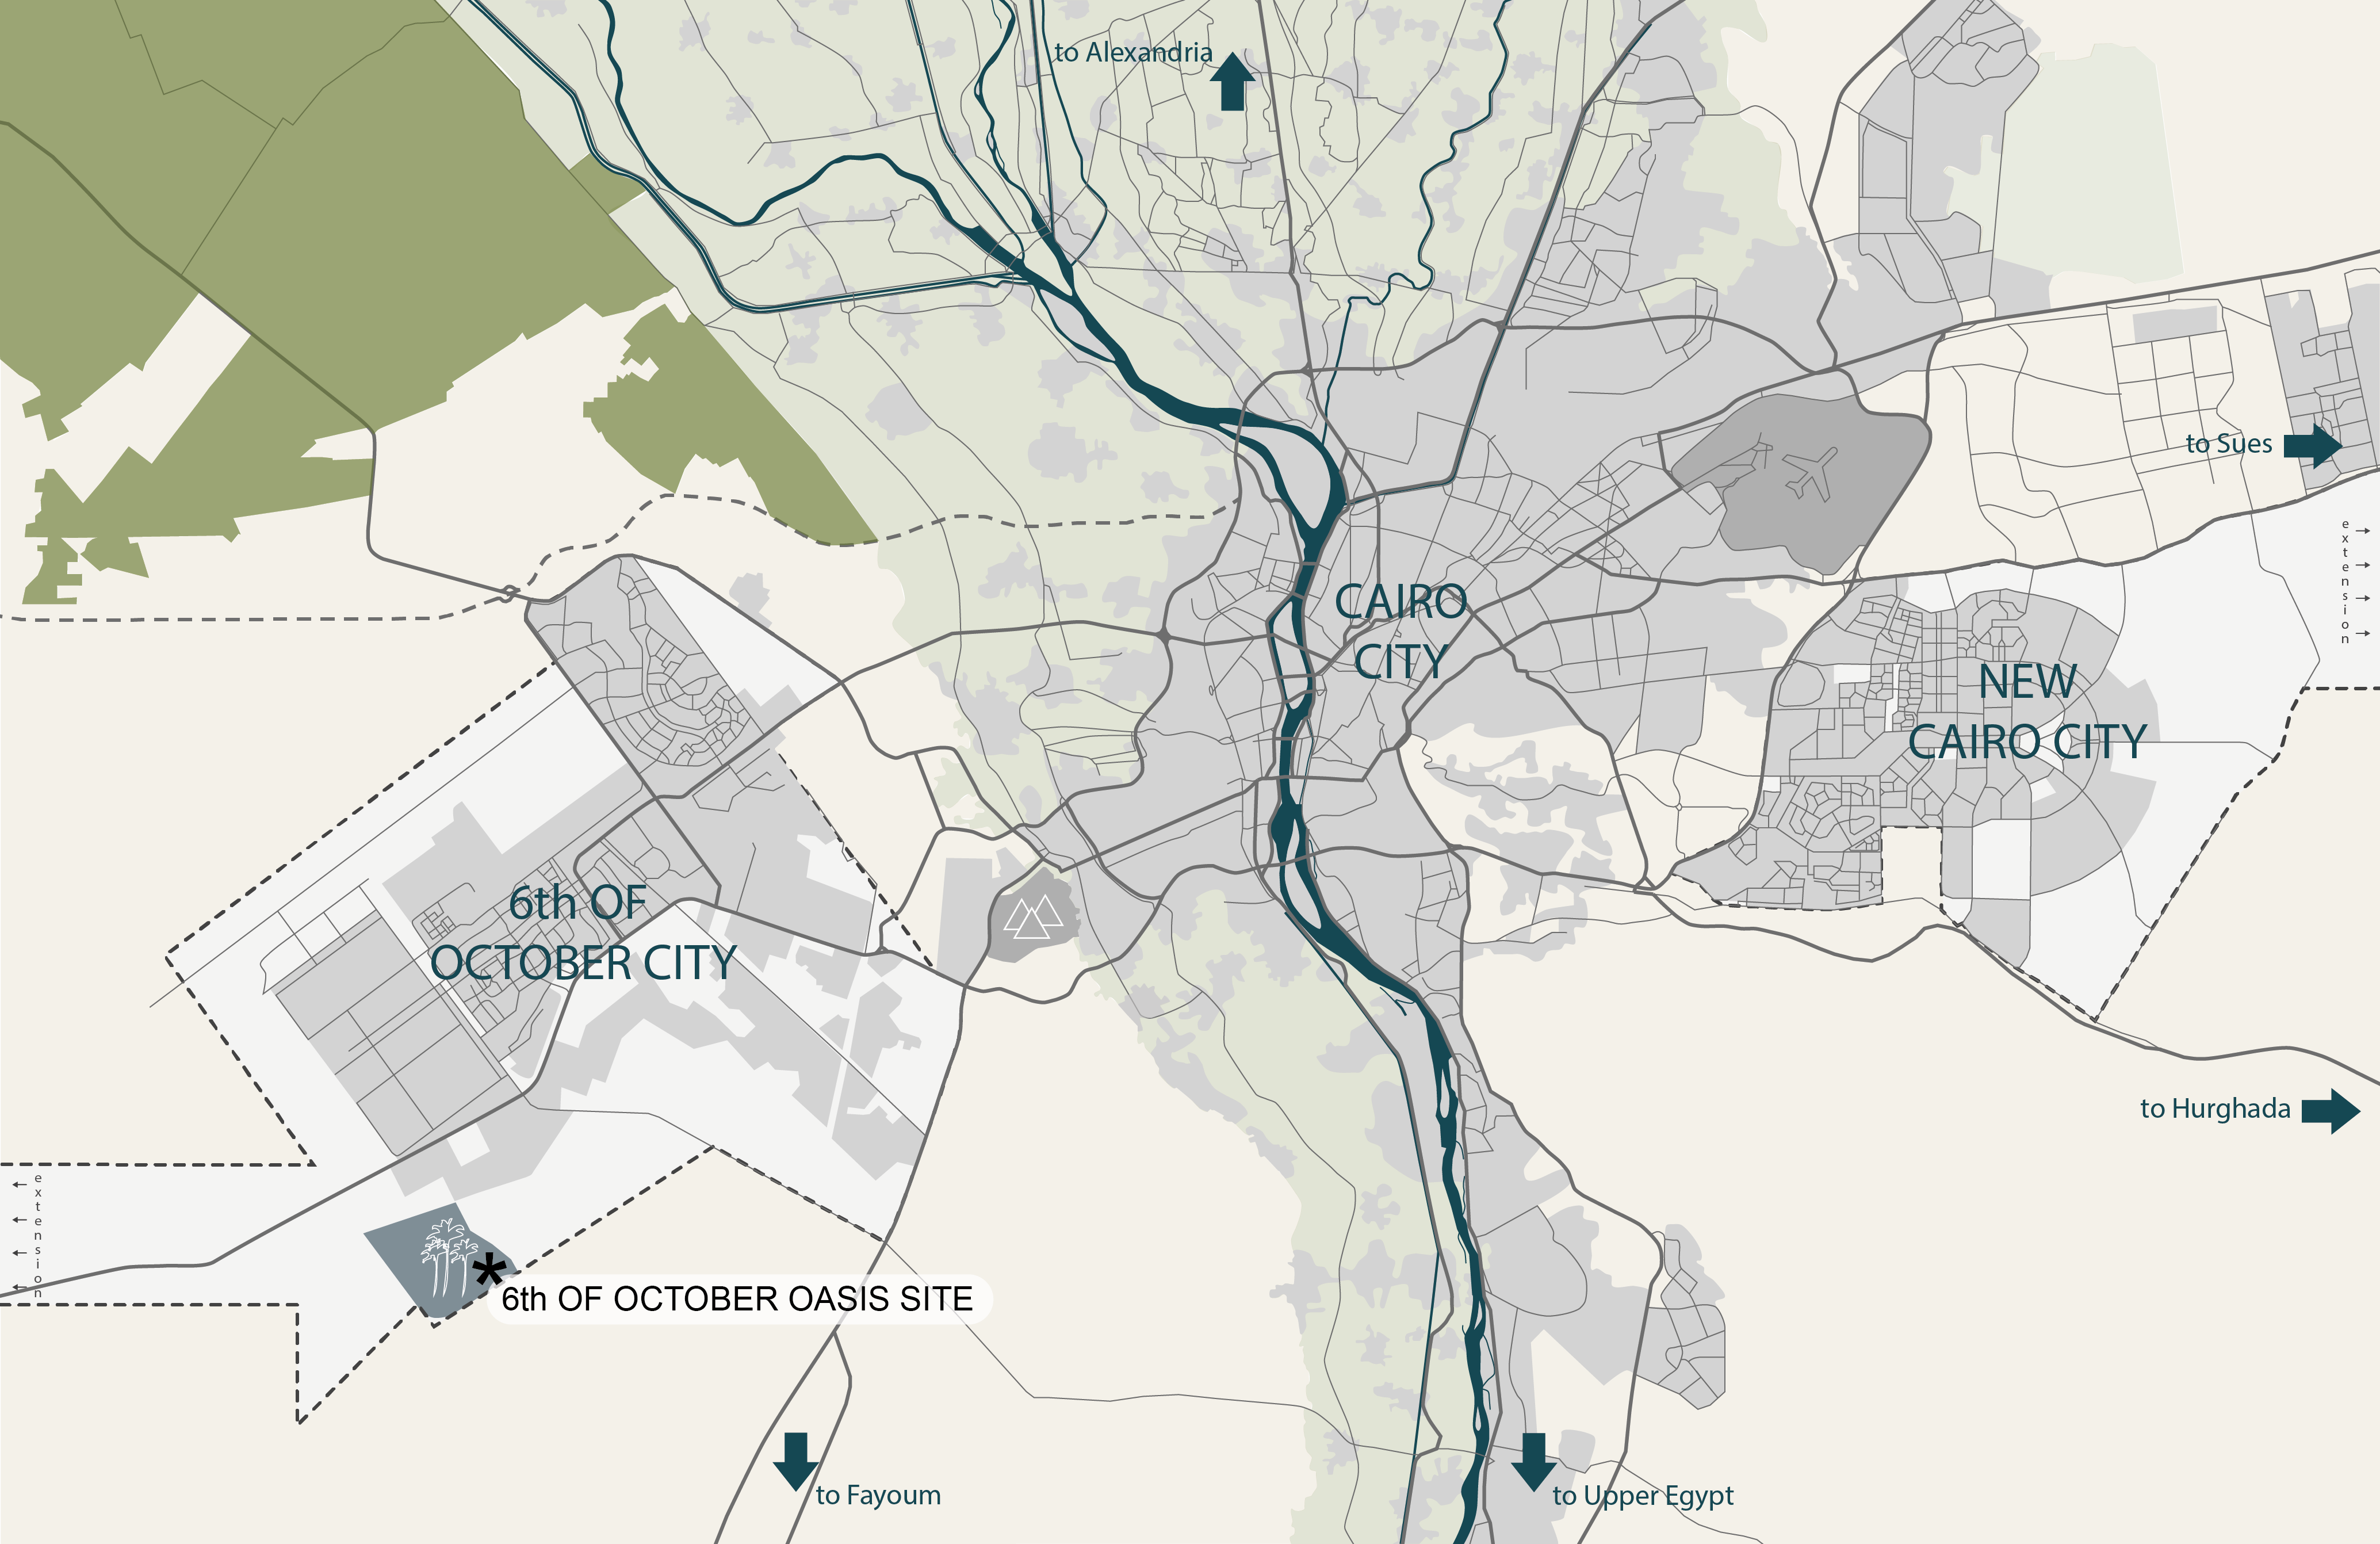 to Alexandria
to Sues
extension
CAIRO
CITY
NEW
CAIRO CITY
6th OF
OCTOBER CITY
to Hurghada
extension
*
6th OF OCTOBER OASIS SITE
to Fayoum
to Upper Egypt